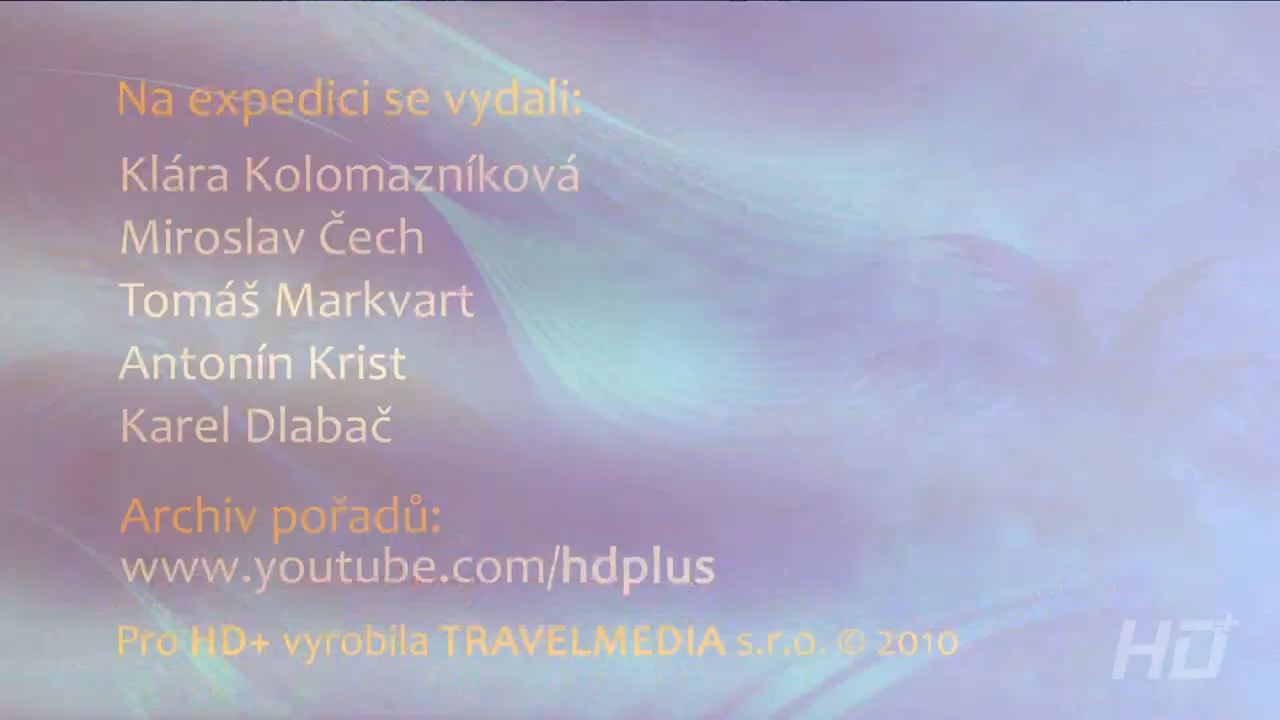 Na expedici se vydali:
Klára Kolomazníková
Miroslav Čech
Tomáš Markvart
Antonín Krist
Karel Dlabač
Archiv pořadů:
www.youtube.com/hdplus
Pro HD+ vyrobila TRAVELMEDIA s.r.o. © 2010
HD+